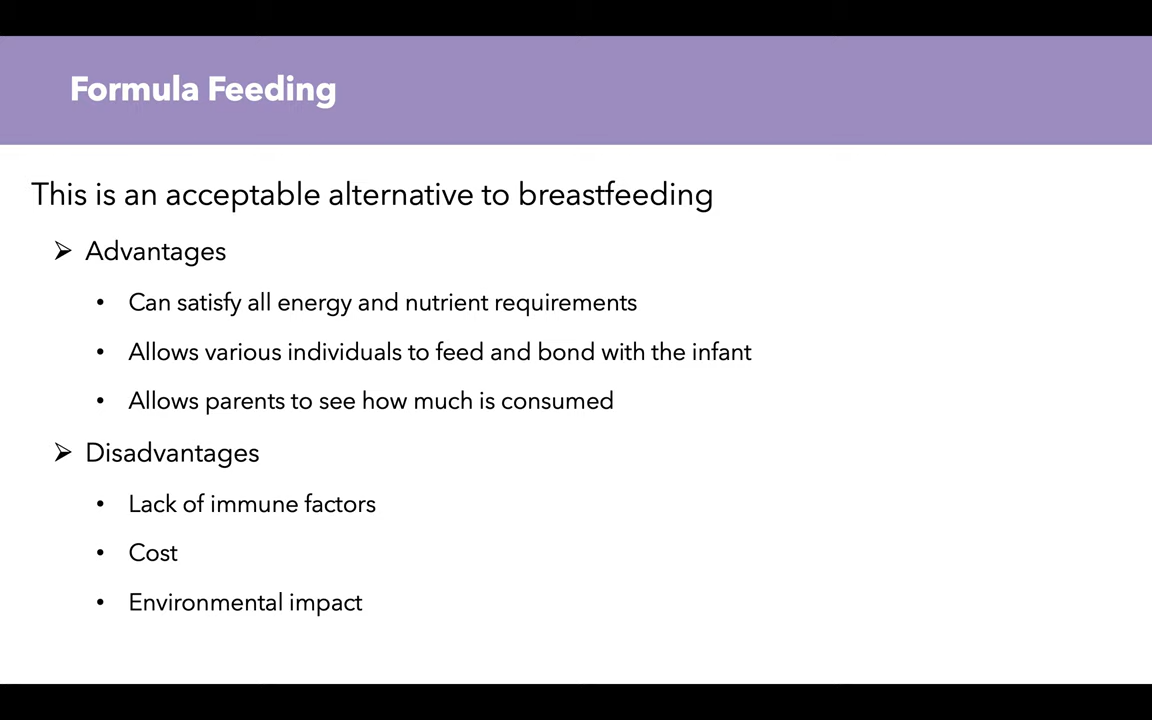 Formula Feeding
This is an acceptable alternative to breastfeeding
➢ Advantages
• Can satisfy all energy and nutrient requirements
• Allows various individuals to feed and bond with the infant
• Allows parents to see how much is consumed
➢ Disadvantages
• Lack of immune factors
• Cost
• Environmental impact